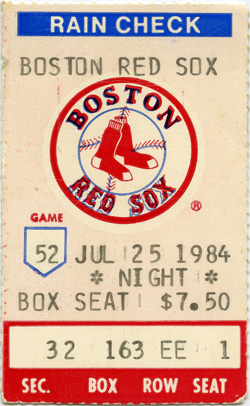 RAIN CHECK
BOSTON RED SOX
BOSTON
RED SOX
®
GAME
52 JUL 25 1984
* NIGHT *
BOX SEAT $7.50
32 163 EE 1
SEC. BOX ROW SEAT